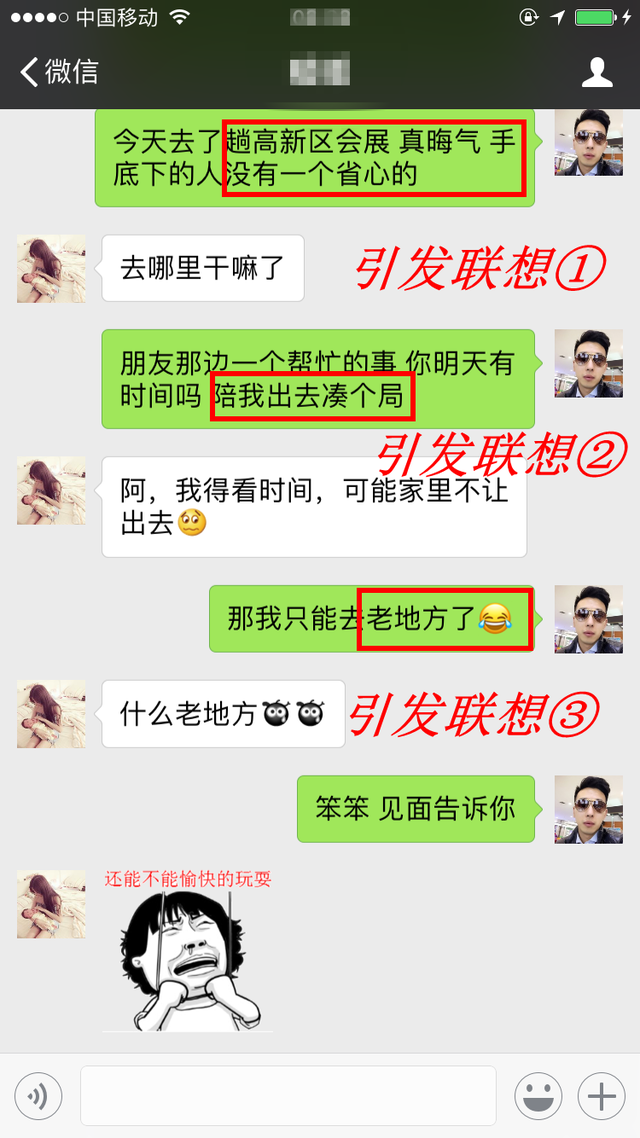 中国移动
微信
今天去了趟高新区会展 真晦气 手
底下的人没有一个省心的
去哪里干嘛了
引发联想①
朋友那边一个帮忙的事 你明天有
时间吗 陪我出去凑个局
引发联想②
阿，我得看时间，可能家里不让
出去
那我只能去老地方了
什么老地方
引发联想③
笨笨 见面告诉你
还能不能愉快的玩耍